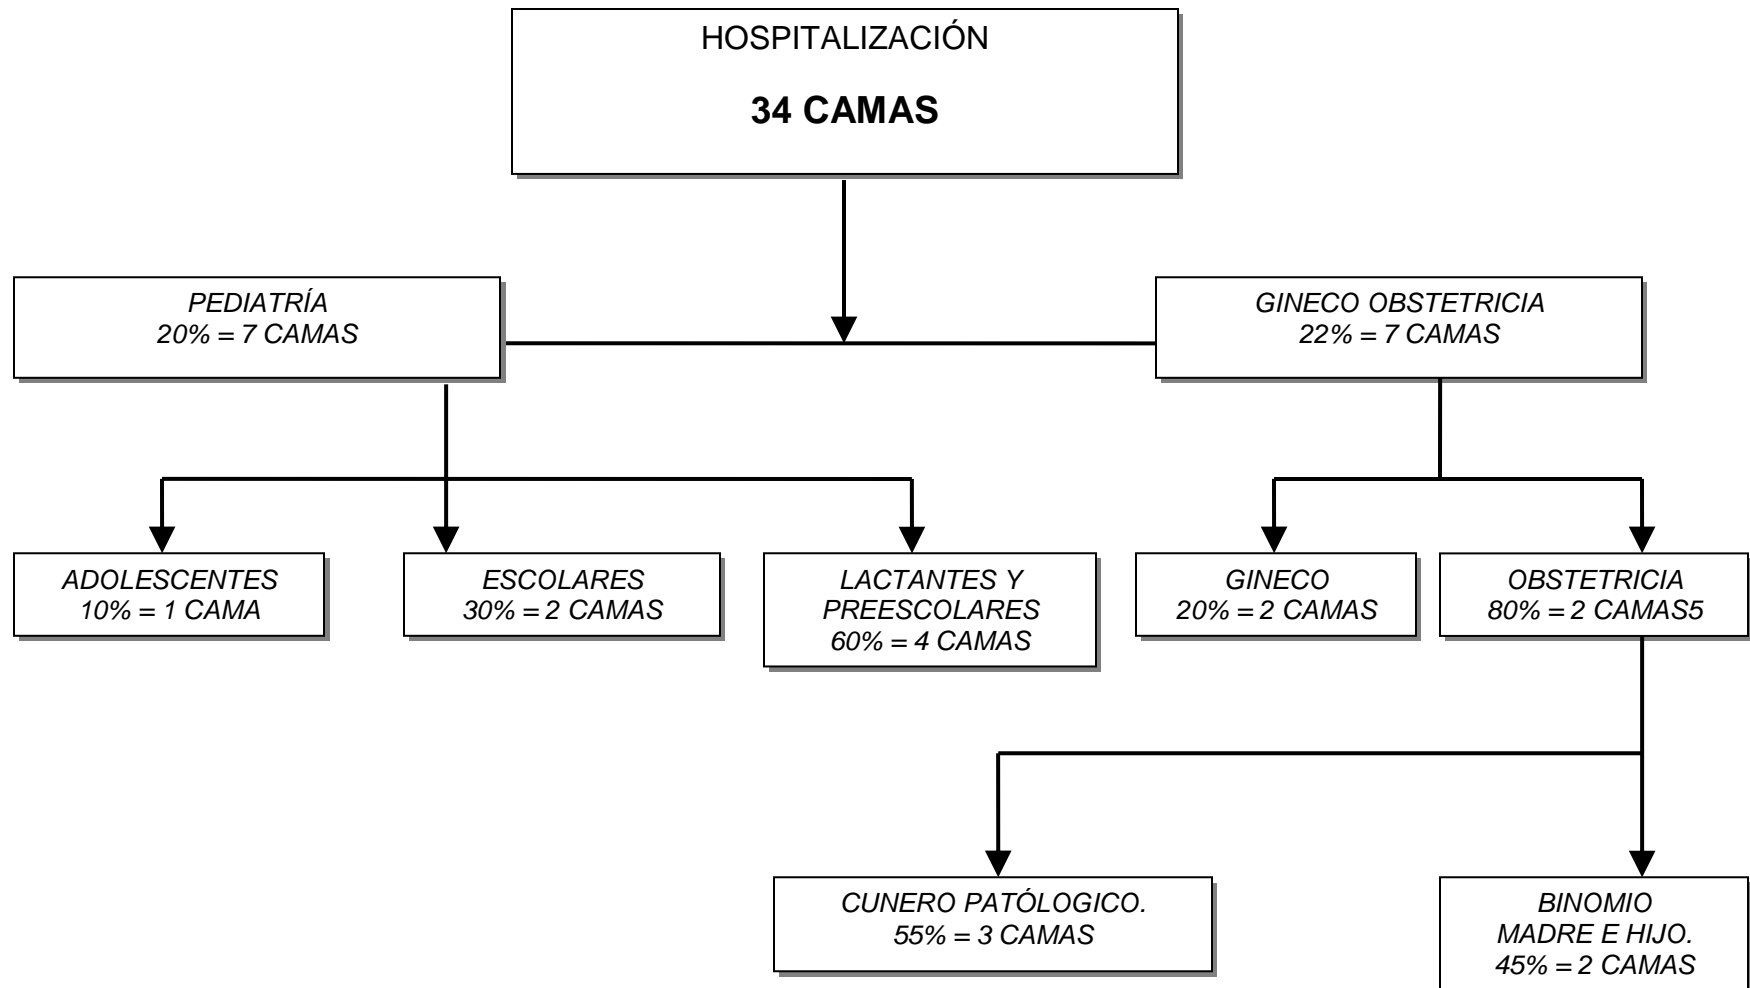 HOSPITALIZACIÓN
34 CAMAS
PEDIATRÍA
20% = 7 CAMAS
GINECO OBSTETRICIA
22% = 7 CAMAS
ADOLESCENTES
10% = 1 CAMA
ESCOLARES
30% = 2 CAMAS
LACTANTES Y
PREESCOLARES
60% = 4 CAMAS
GINECO
20% = 2 CAMAS
OBSTETRICIA
80% = 2 CAMAS5
CUNERO PATÓLOGICO.
55% = 3 CAMAS
BINOMIO
MADRE E HIJO.
45% = 2 CAMAS